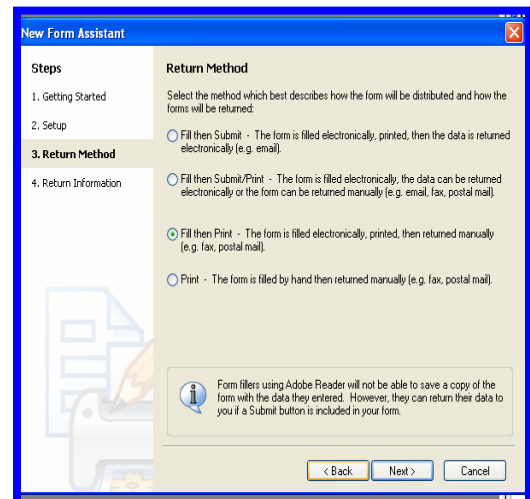 New Form Assistant
Steps
1. Getting Started
2. Setup
3. Return Method
4. Return Information
Return Method
Select the method which best describes how the form will be distributed and how the
forms will be returned:
Fill then Submit - The form is filled electronically, printed, then the data is returned
electronically (e.g. email).
Fill then Submit/Print - The form is filled electronically, the data can be returned
electronically or the form can be returned manually (e.g. email, fax, postal mail).
Fill then Print - The form is filled electronically, printed, then returned manually
(e.g. fax, postal mail).
Print - The form is filled by hand then returned manually (e.g. fax, postal mail).
Form fillers using Adobe Reader will not be able to save a copy of the
form with the data they entered. However, they can return their data to
you if a Submit button is included in your form.
< Back
Next >
Cancel